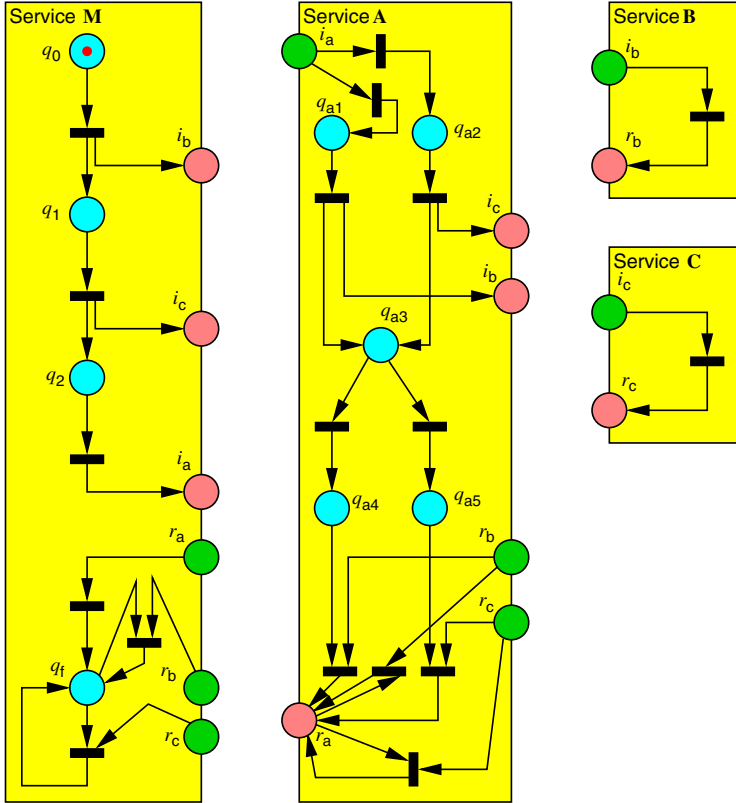 Service M
q0
ib
q1
ic
q2
ia
ra
qf
rb
rc
Service A
ia
qa1
qa2
ic
ib
qa3
qa4
qa5
rb
rc
ra
Service B
ib
rb
Service C
ic
rc